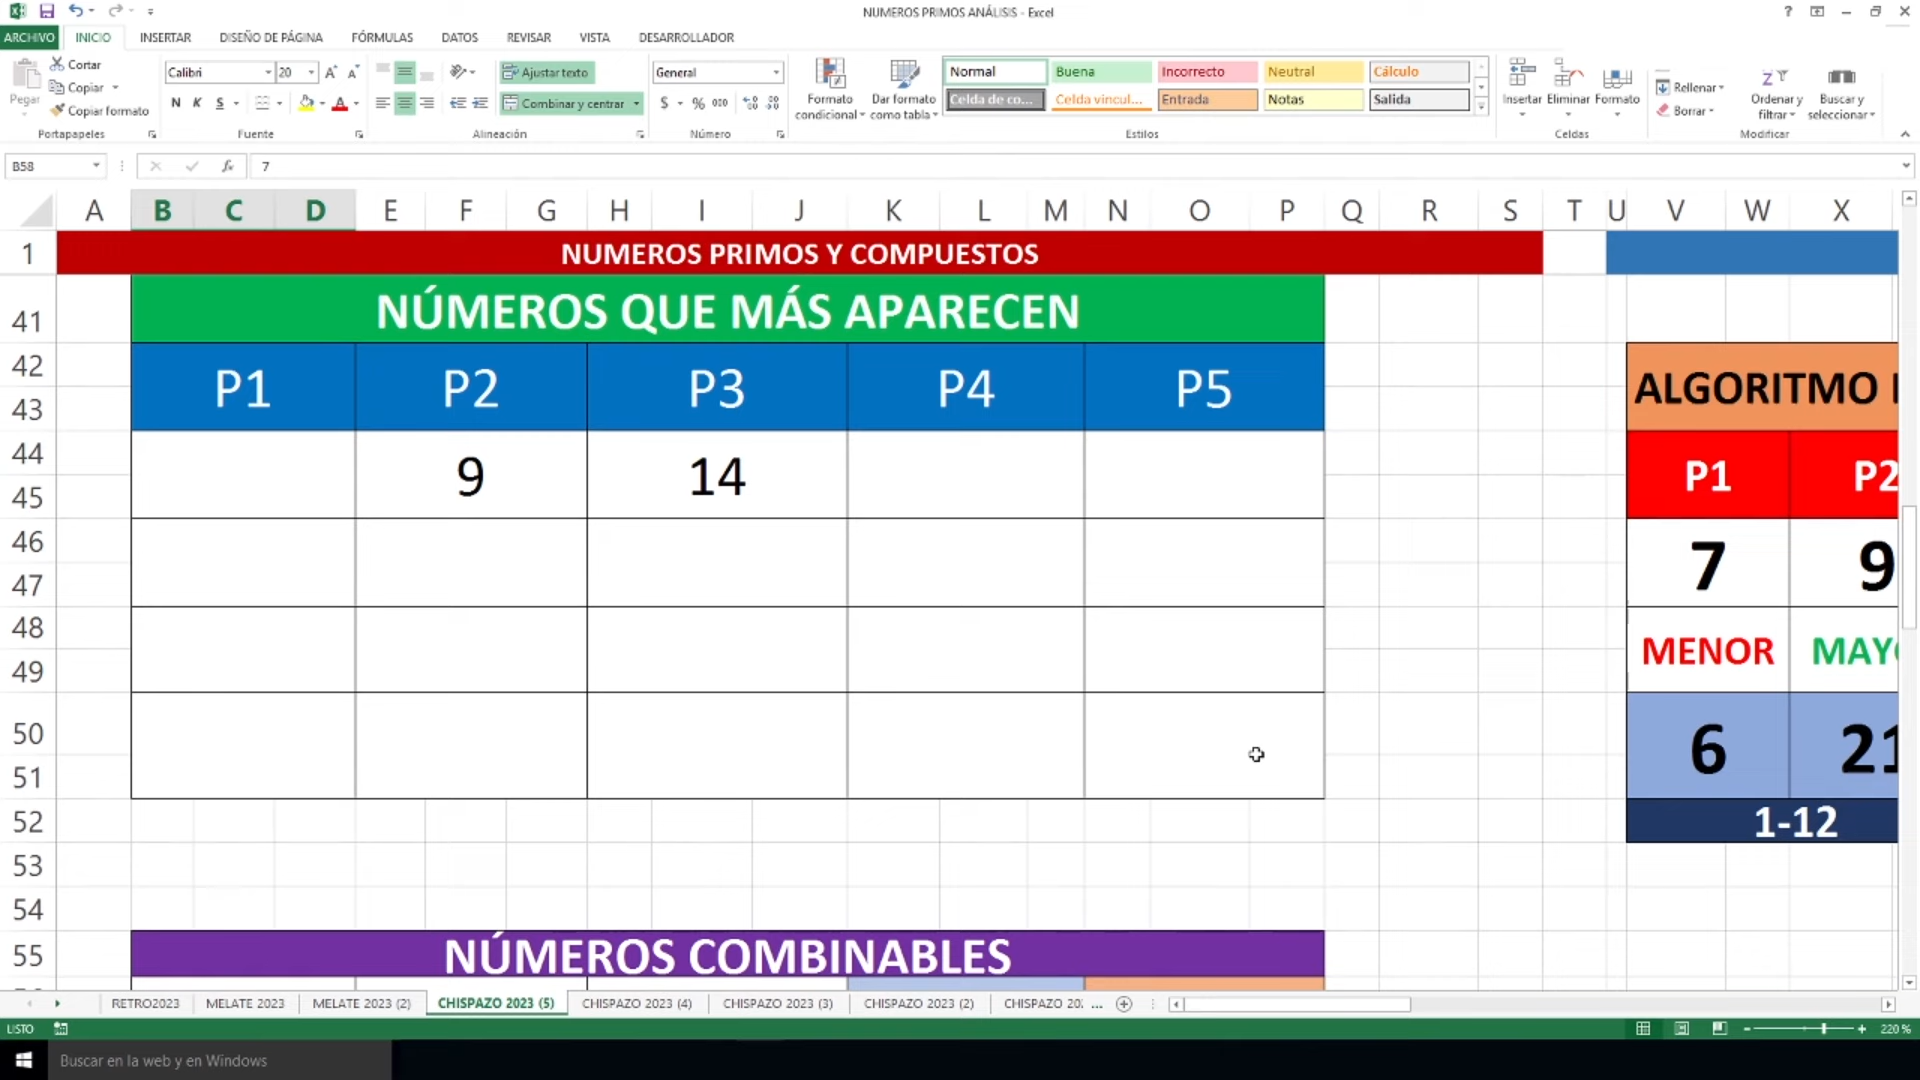 NUMEROS PRIMOS ANÁLISIS - Excel
?
ARCHIVO INICIO INSERTAR DISEÑO DE PÁGINA FÓRMULAS DATOS REVISAR VISTA DESARROLLADOR
Pegar
Cortar
Copiar
Copiar formato
Portapapeles
Calibri 20
N K S
Fuente
Ajustar texto
Combinar y centrar
Alineación
General
$ % 000
Número
Formato condicional
Dar formato como tabla
Normal Buena Incorrecto Neutral Cálculo
Celda de co... Celda vincul... Entrada Notas Salida
Estilos
Insertar Eliminar Formato
Celdas
Rellenar
Borrar
Ordenar y filtrar
Buscar y seleccionar
Modificar
B58 fx 7
A B C D E F G H I J K L M N O P Q R S T U V W X
1 NUMEROS PRIMOS Y COMPUESTOS
41 NÚMEROS QUE MÁS APARECEN
42
P1 P2 P3 P4 P5 ALGORITMO
43
44
9 14 P1 P2
45
46
7 9
47
48
MENOR
49
50
6 21
51
52 1-12
53
54
55 NÚMEROS COMBINABLES
RETRO2023 MELATE 2023 MELATE 2023 (2) CHISPAZO 2023 (5) CHISPAZO 2023 (4) CHISPAZO 2023 (3) CHISPAZO 2023 (2) CHISPAZO 20: ...
LISTO 220 %
Buscar en la web y en Windows